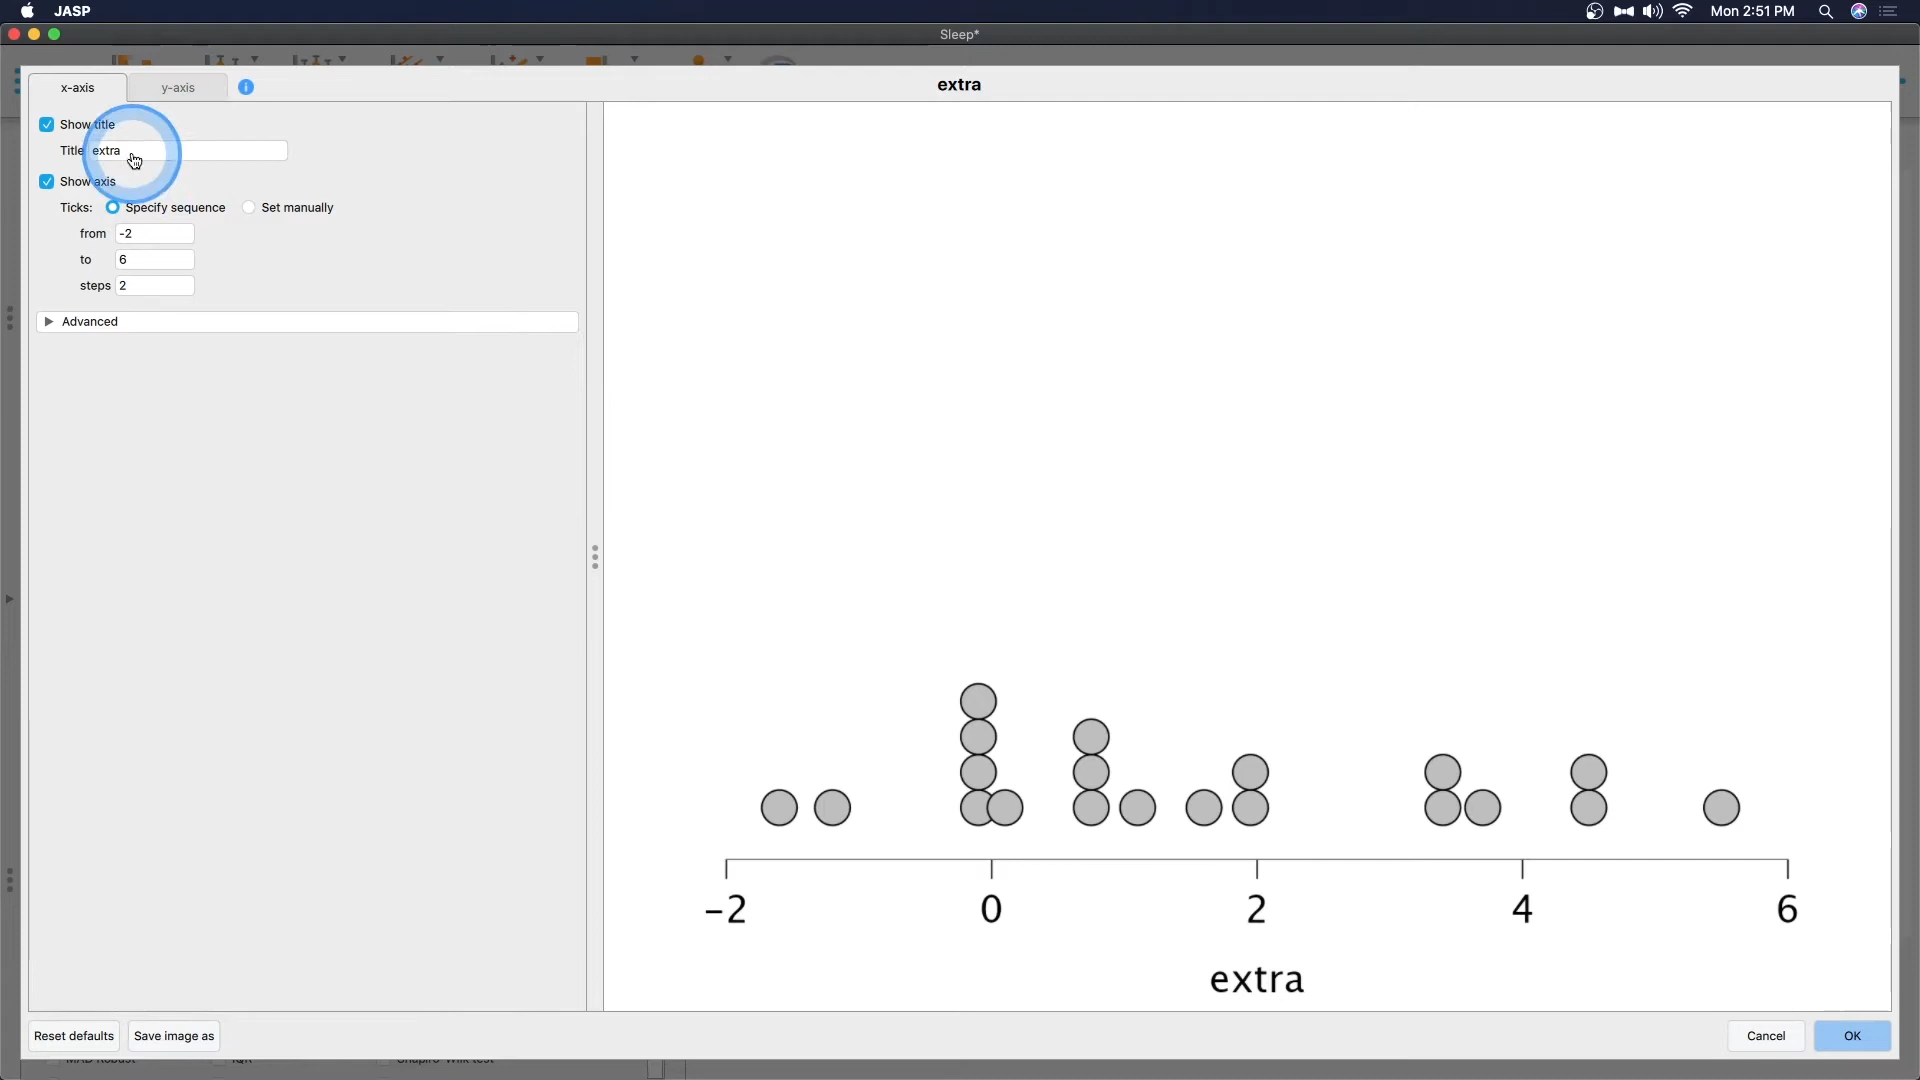 JASP
Mon 2:51 PM
Sleep*
x-axis
y-axis
extra
Show title
Title
extra
Show axis
Ticks:
Specify sequence
Set manually
from
-2
to
6
steps
2
Advanced
−2
0
2
4
6
extra
Reset defaults
Save image as
Cancel
OK